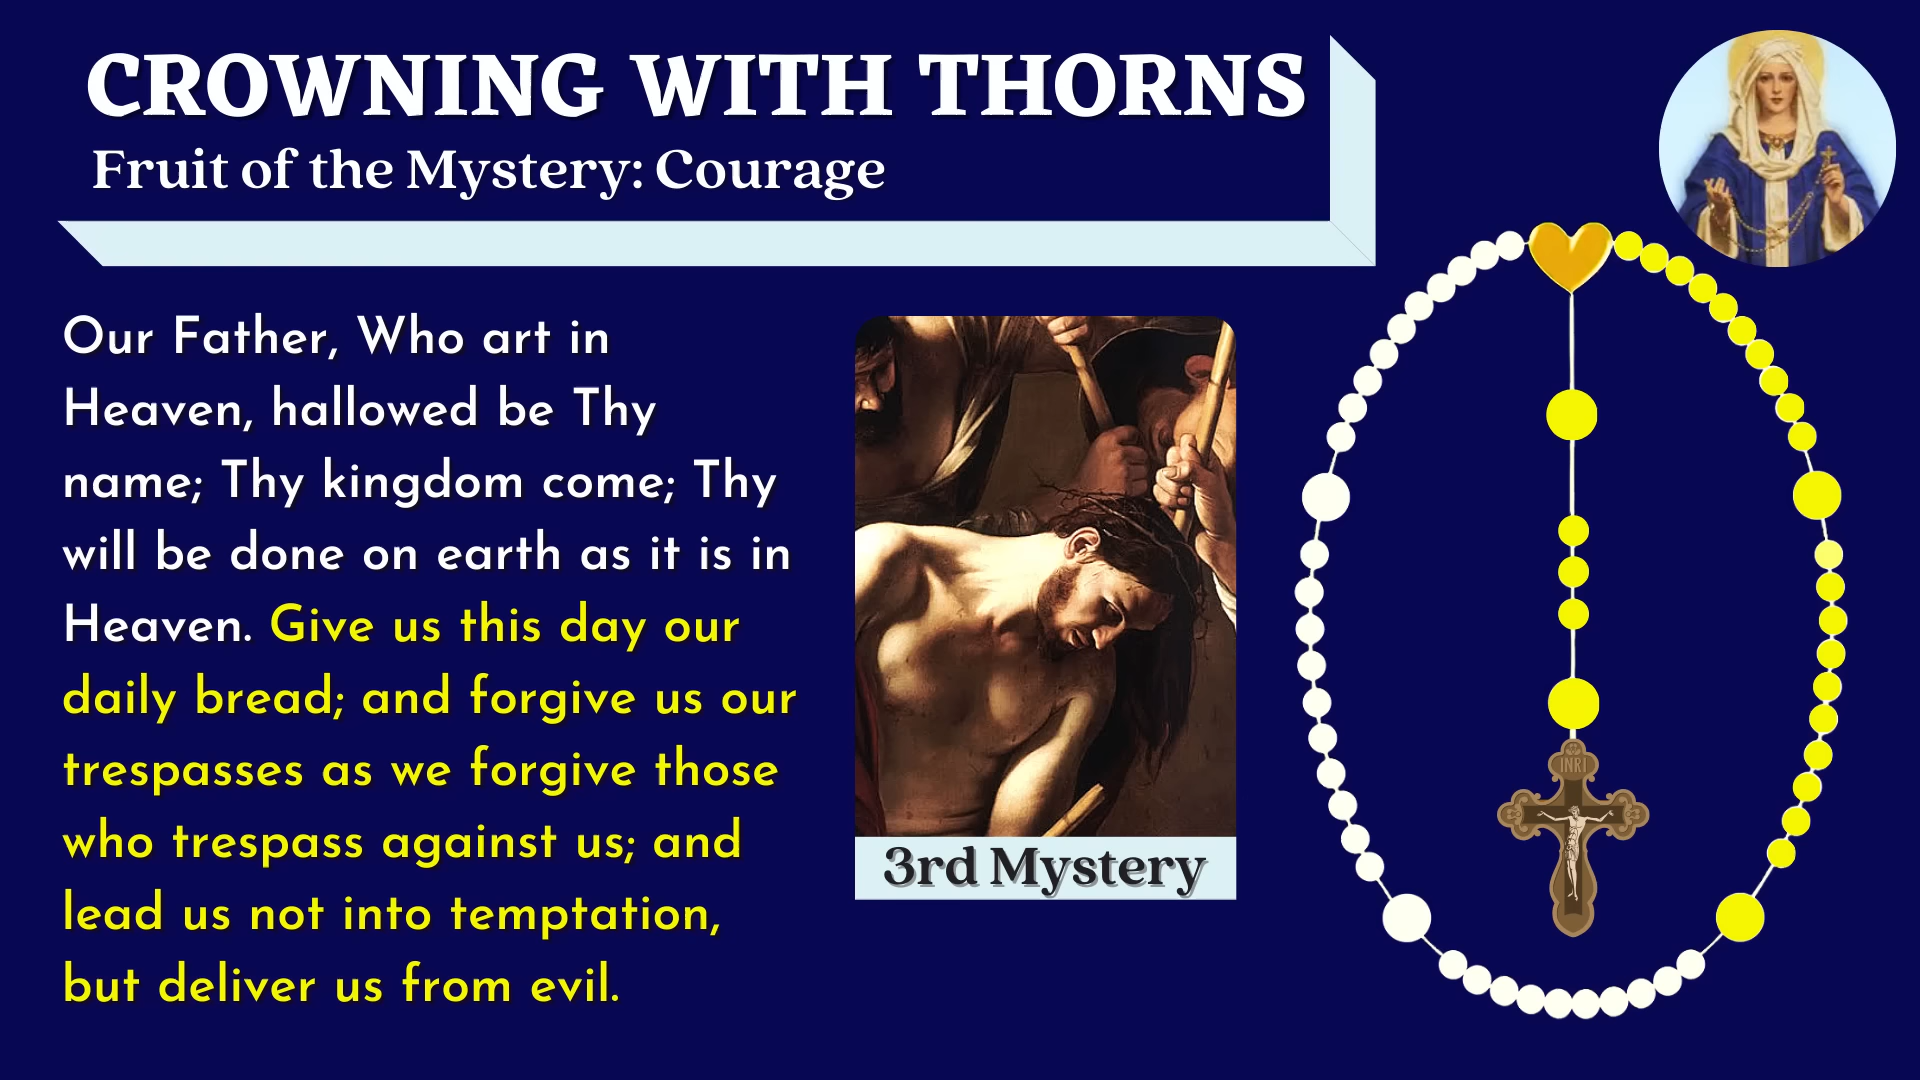 CROWNING WITH THORNS
Fruit of the Mystery: Courage
Our Father, Who art in
Heaven, hallowed be Thy
name; Thy kingdom come; Thy
will be done on earth as it is in
Heaven. Give us this day our
daily bread; and forgive us our
trespasses as we forgive those
who trespass against us; and
lead us not into temptation,
but deliver us from evil.
3rd Mystery
INRI